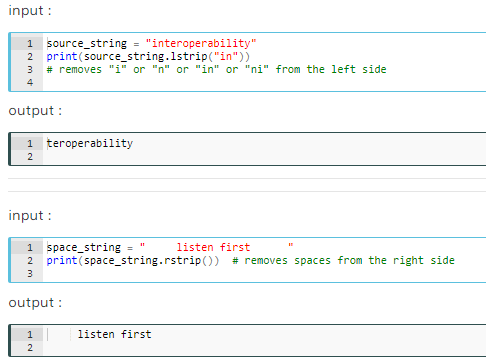 input :
1 source_string = "interoperability"
2 print(source_string.lstrip("in"))
3 # removes "i" or "n" or "in" or "ni" from the left side
4
output :
1 teroperability
2
input :
1 space_string = "     listen first      "
2 print(space_string.rstrip())  # removes spaces from the right side
3
output :
1     listen first
2